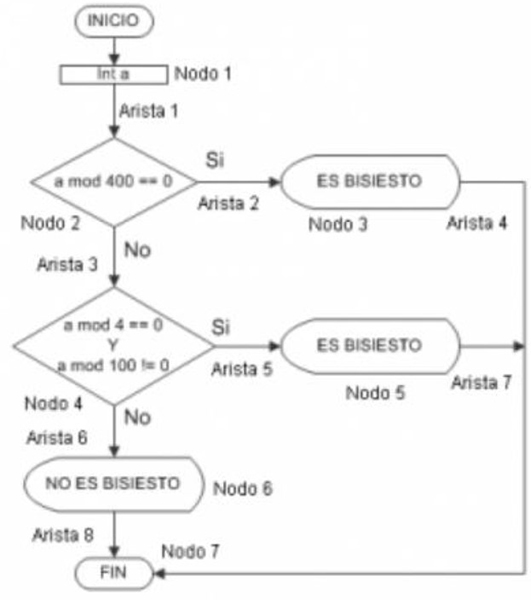 INICIO
Int a
Nodo 1
Arista 1
a mod 400 == 0
Si
ES BISIESTO
Arista 2
Arista 4
Nodo 2
Nodo 3
No
Arista 3
a mod 4 == 0
Y
a mod 100 != 0
Si
ES BISIESTO
Arista 5
Arista 7
Nodo 4
Nodo 5
No
Arista 6
NO ES BISIESTO
Nodo 6
Arista 8
Nodo 7
FIN